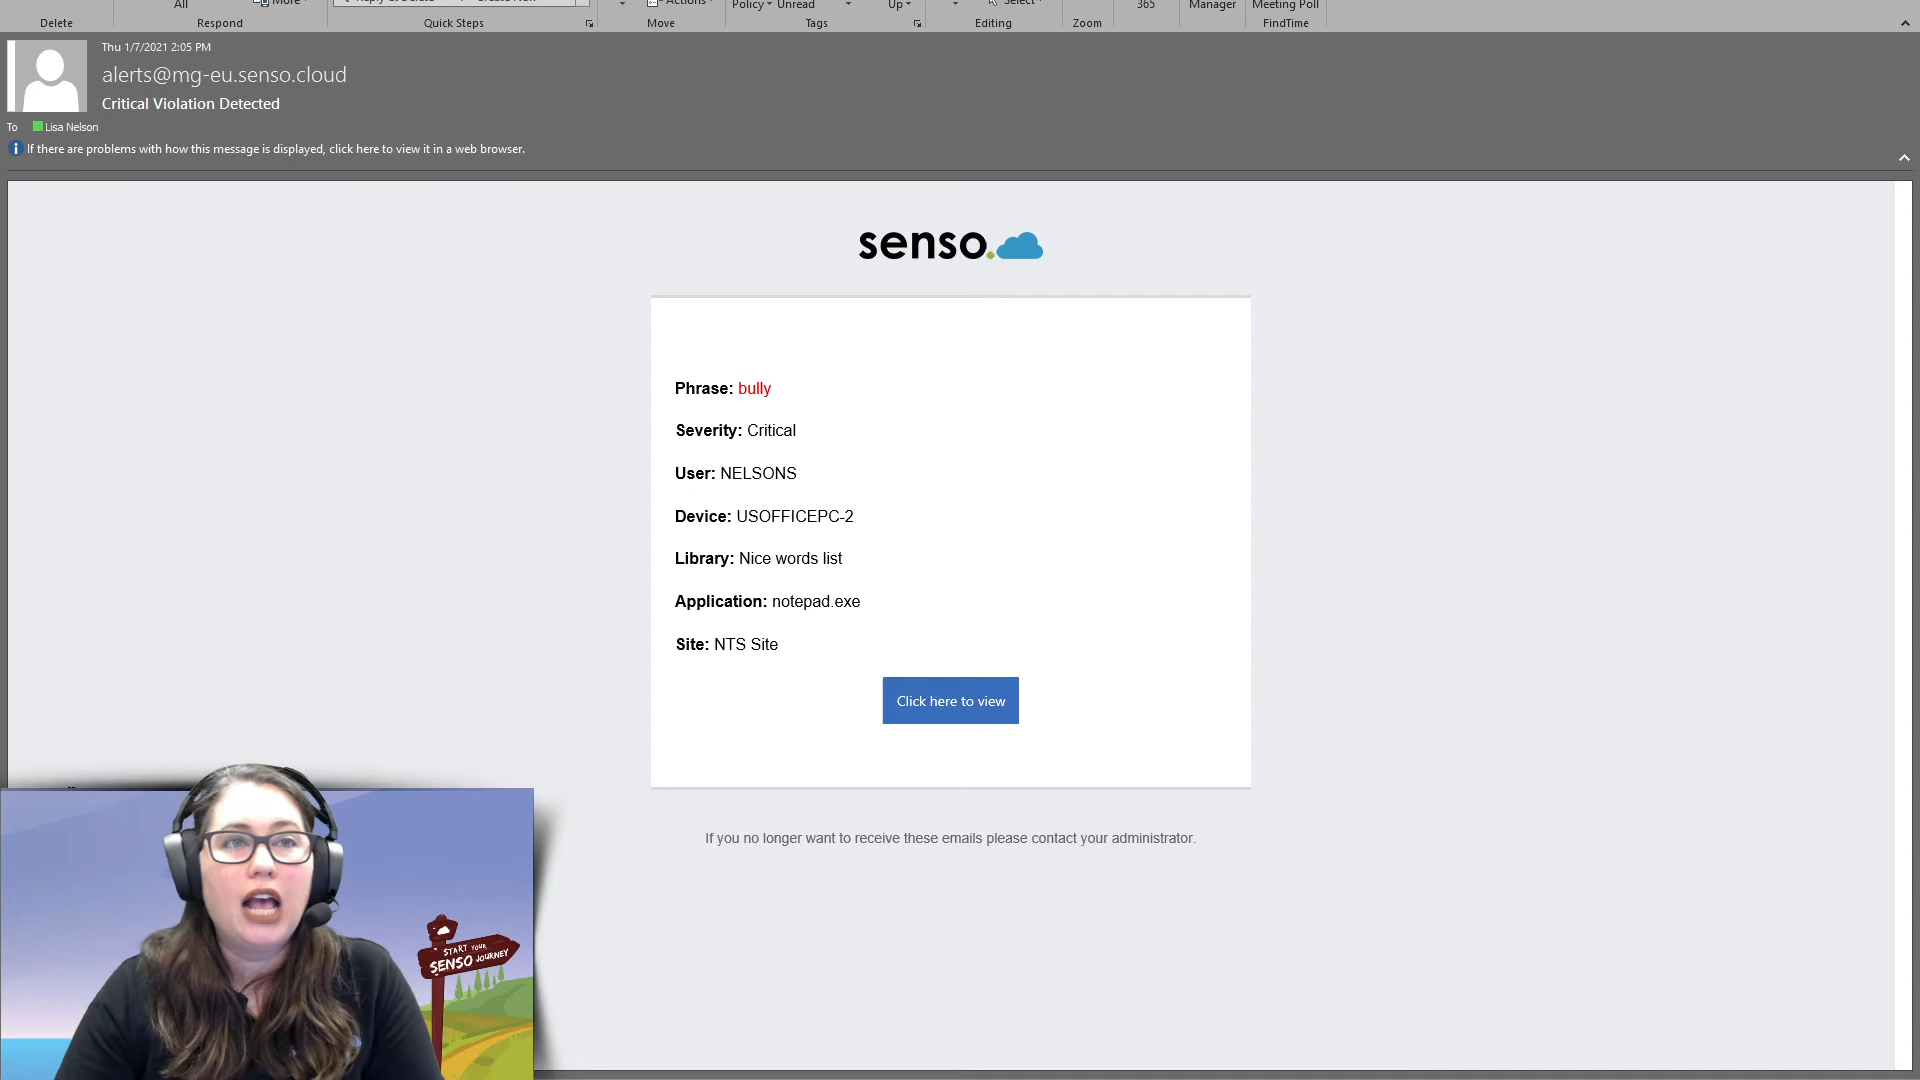 All
More
Reply & Delete
Create New
Actions
Policy
Unread
Up
Select
365
Manager
Meeting Poll
Delete
Respond
Quick Steps
Move
Tags
Editing
Zoom
FindTime
Thu 1/7/2021 2:05 PM
alerts@mg-eu.senso.cloud
Critical Violation Detected
To Lisa Nelson
If there are problems with how this message is displayed, click here to view it in a web browser.
senso.
Phrase: bully
Severity: Critical
User: NELSONS
Device: USOFFICEPC-2
Library: Nice words list
Application: notepad.exe
Site: NTS Site
Click here to view
If you no longer want to receive these emails please contact your administrator.
START YOUR
SENSO JOURNEY